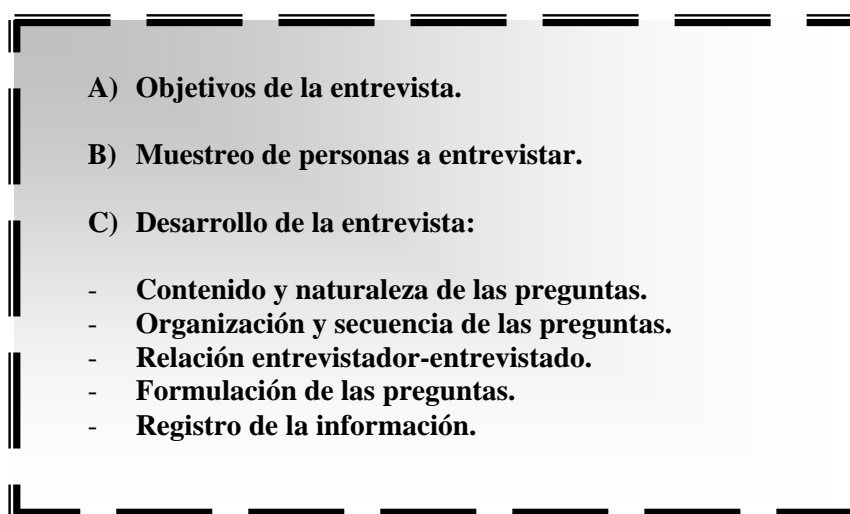 A) Objetivos de la entrevista.
B) Muestreo de personas a entrevistar.
C) Desarrollo de la entrevista:
- Contenido y naturaleza de las preguntas.
- Organización y secuencia de las preguntas.
- Relación entrevistador-entrevistado.
- Formulación de las preguntas.
- Registro de la información.